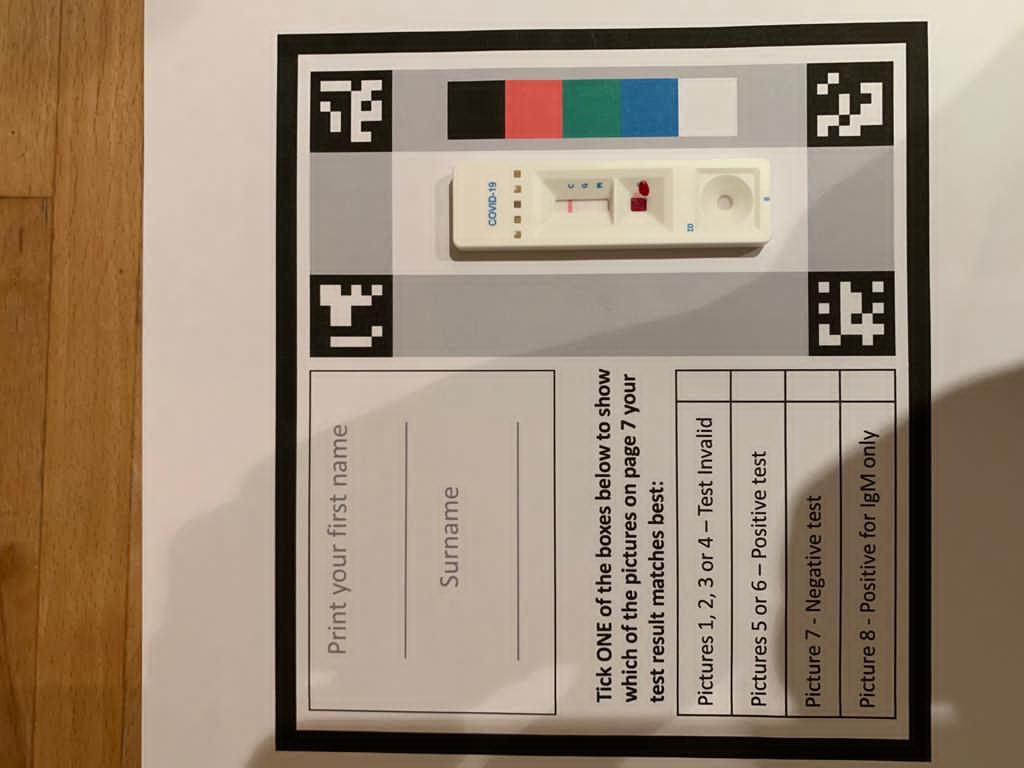 Print your first name
Surname
Tick ONE of the boxes below to show
which of the pictures on page 7 your
test result matches best:
Pictures 1, 2, 3 or 4 – Test Invalid
Pictures 5 or 6 – Positive test
Picture 7 - Negative test
Picture 8 - Positive for IgM only
COVID-19
C
G
M
ID